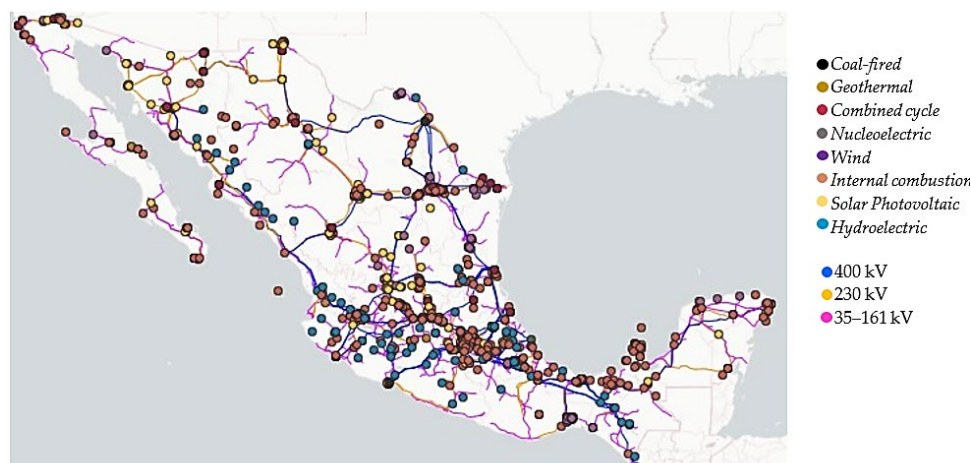 Coal-fired
Geothermal
Combined cycle
Nucleoelectric
Wind
Internal combustion
Solar Photovoltaic
Hydroelectric
400 kV
230 kV
35–161 kV